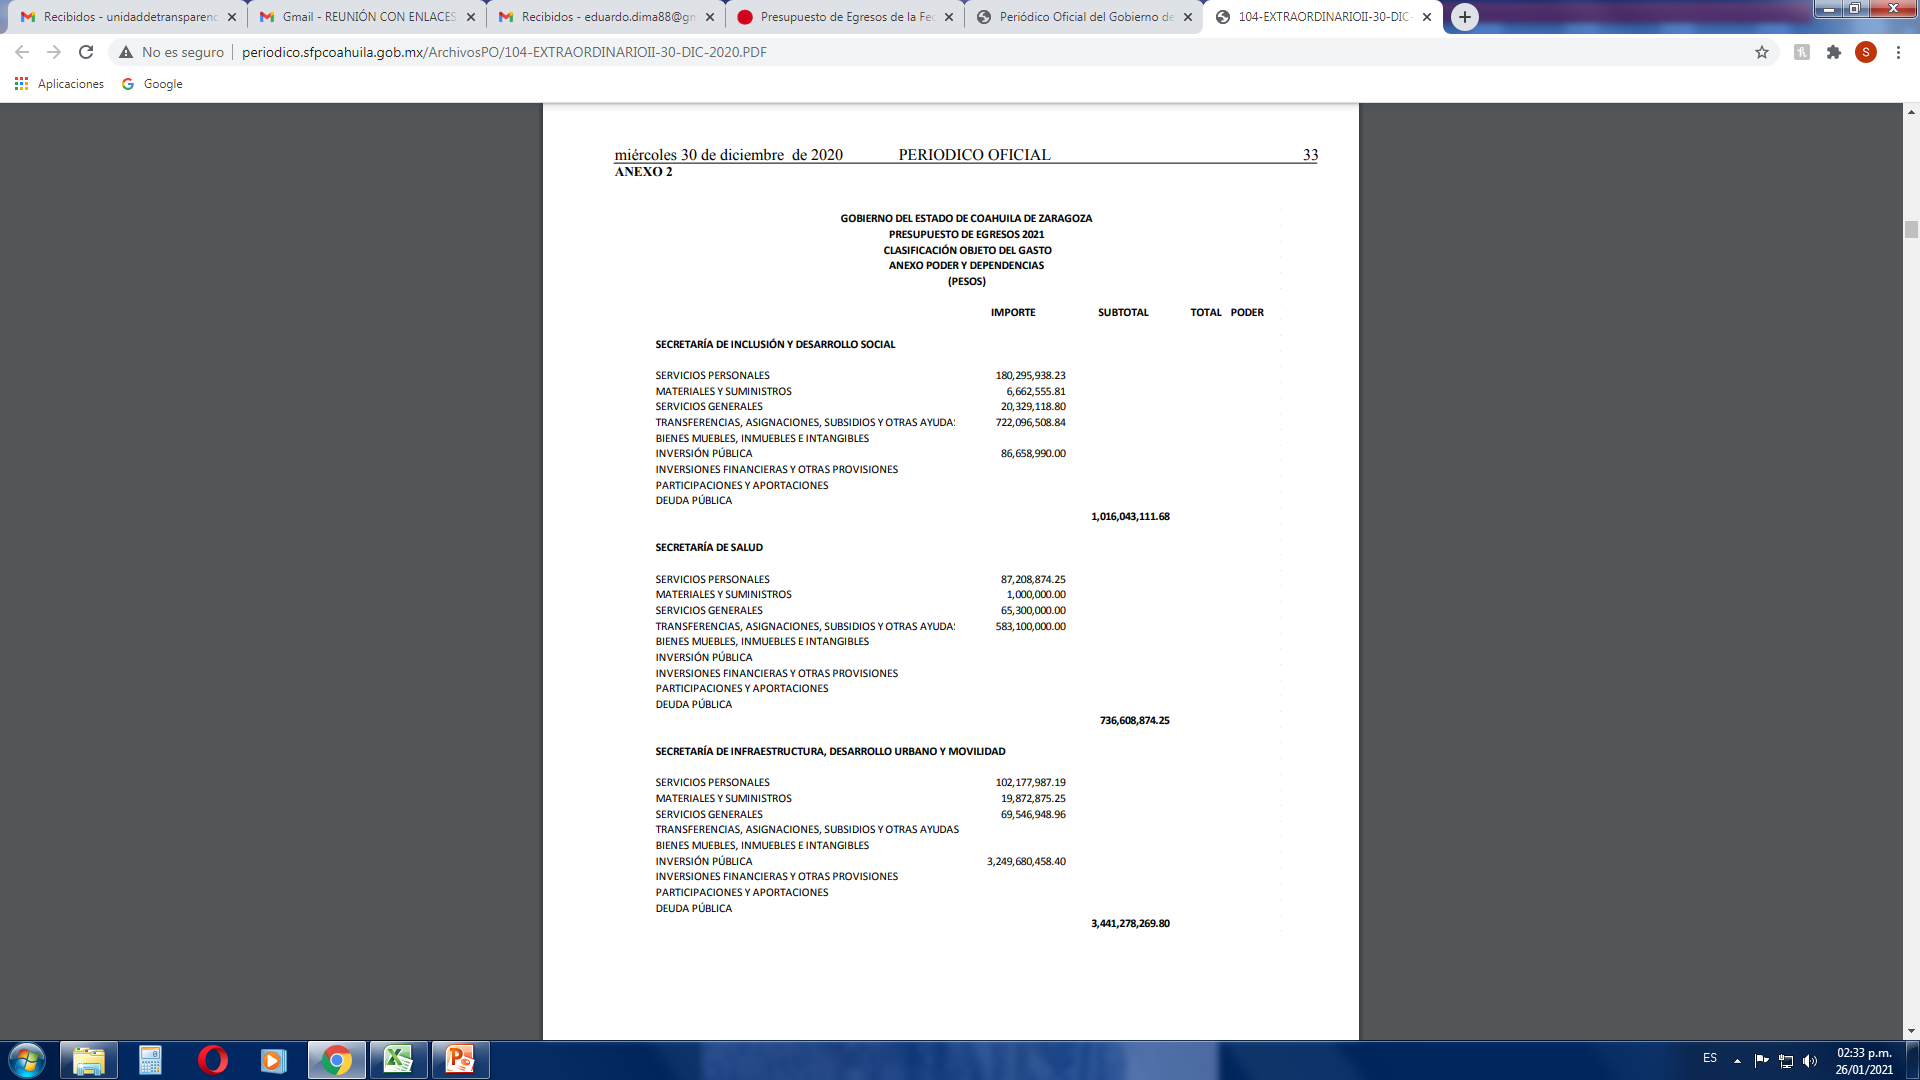 Recibidos - unidaddetransparenc
Gmail - REUNIÓN CON ENLACES
Recibidos - eduardo.dima88@gm
Presupuesto de Egresos de la Fed
Periódico Oficial del Gobierno de
104-EXTRAORDINARIOII-30-DIC-
No es seguro
periodico.sfpcoahuila.gob.mx/ArchivosPO/104-EXTRAORDINARIOII-30-DIC-2020.PDF
S
Aplicaciones
Google
miércoles 30 de diciembre de 2020 PERIODICO OFICIAL 33
ANEXO 2
GOBIERNO DEL ESTADO DE COAHUILA DE ZARAGOZA
PRESUPUESTO DE EGRESOS 2021
CLASIFICACIÓN OBJETO DEL GASTO
ANEXO PODER Y DEPENDENCIAS
(PESOS)
IMPORTE SUBTOTAL TOTAL PODER
SECRETARÍA DE INCLUSIÓN Y DESARROLLO SOCIAL
SERVICIOS PERSONALES 180,295,938.23
MATERIALES Y SUMINISTROS 6,662,555.81
SERVICIOS GENERALES 20,329,118.80
TRANSFERENCIAS, ASIGNACIONES, SUBSIDIOS Y OTRAS AYUDAS 722,096,508.84
BIENES MUEBLES, INMUEBLES E INTANGIBLES
INVERSIÓN PÚBLICA 86,658,990.00
INVERSIONES FINANCIERAS Y OTRAS PROVISIONES
PARTICIPACIONES Y APORTACIONES
DEUDA PÚBLICA
1,016,043,111.68
SECRETARÍA DE SALUD
SERVICIOS PERSONALES 87,208,874.25
MATERIALES Y SUMINISTROS 1,000,000.00
SERVICIOS GENERALES 65,300,000.00
TRANSFERENCIAS, ASIGNACIONES, SUBSIDIOS Y OTRAS AYUDAS 583,100,000.00
BIENES MUEBLES, INMUEBLES E INTANGIBLES
INVERSIÓN PÚBLICA
INVERSIONES FINANCIERAS Y OTRAS PROVISIONES
PARTICIPACIONES Y APORTACIONES
DEUDA PÚBLICA
736,608,874.25
SECRETARÍA DE INFRAESTRUCTURA, DESARROLLO URBANO Y MOVILIDAD
SERVICIOS PERSONALES 102,177,987.19
MATERIALES Y SUMINISTROS 19,872,875.25
SERVICIOS GENERALES 69,546,948.96
TRANSFERENCIAS, ASIGNACIONES, SUBSIDIOS Y OTRAS AYUDAS
BIENES MUEBLES, INMUEBLES E INTANGIBLES
INVERSIÓN PÚBLICA 3,249,680,458.40
INVERSIONES FINANCIERAS Y OTRAS PROVISIONES
PARTICIPACIONES Y APORTACIONES
DEUDA PÚBLICA
3,441,278,269.80
ES
02:33 p.m.
26/01/2021